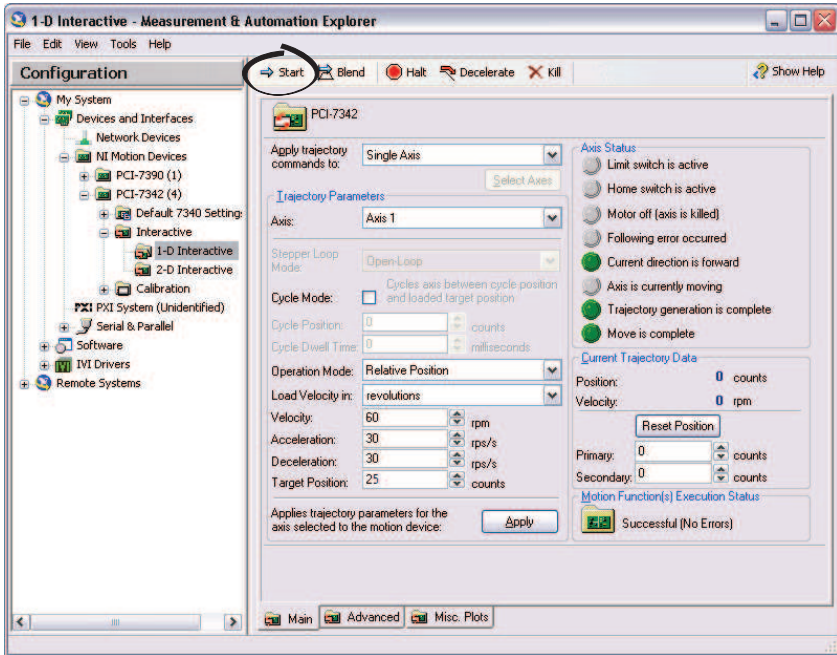 1-D Interactive - Measurement & Automation Explorer
File Edit View Tools Help
Configuration
Start Blend Halt Decelerate Kill Show Help
My System
Devices and Interfaces
Network Devices
NI Motion Devices
PCI-7390 (1)
PCI-7342 (4)
Default 7340 Setting
Interactive
1-D Interactive
2-D Interactive
Calibration
PXI PXI System (Unidentified)
Serial & Parallel
Software
IVI Drivers
Remote Systems
PCI-7342
Apply trajectory
commands to: Single Axis
Select Axes
Trajectory Parameters
Axis: Axis 1
Stepper Loop
Mode: Open-Loop
Cycle Mode: Cycles axis between cycle position
and loaded target position
Cycle Position: 0 counts
Cycle Dwell Time: 0 milliseconds
Operation Mode: Relative Position
Load Velocity in: revolutions
Velocity: 60 rpm
Acceleration: 30 rps/s
Deceleration: 30 rps/s
Target Position: 25 counts
Applies trajectory parameters for the
axis selected to the motion device: Apply
Axis Status
Limit switch is active
Home switch is active
Motor off (axis is killed)
Following error occurred
Current direction is forward
Axis is currently moving
Trajectory generation is complete
Move is complete
Current Trajectory Data
Position: 0 counts
Velocity: 0 rpm
Reset Position
Primary: 0 counts
Secondary: 0 counts
Motion Function(s) Execution Status
Successful (No Errors)
Main Advanced Misc. Plots